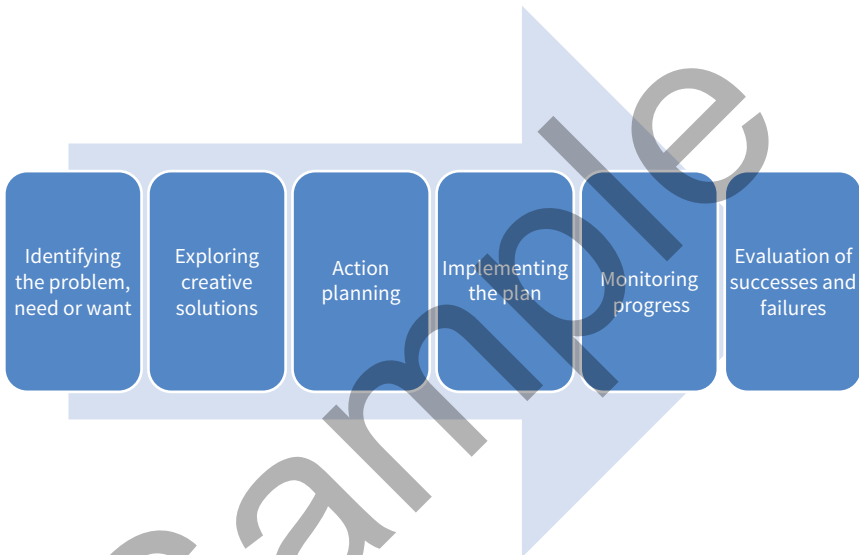 Identifying
the problem,
need or want
Exploring
creative
solutions
Action
planning
Implementing
the plan
Monitoring
progress
Evaluation of
successes and
failures
Sample